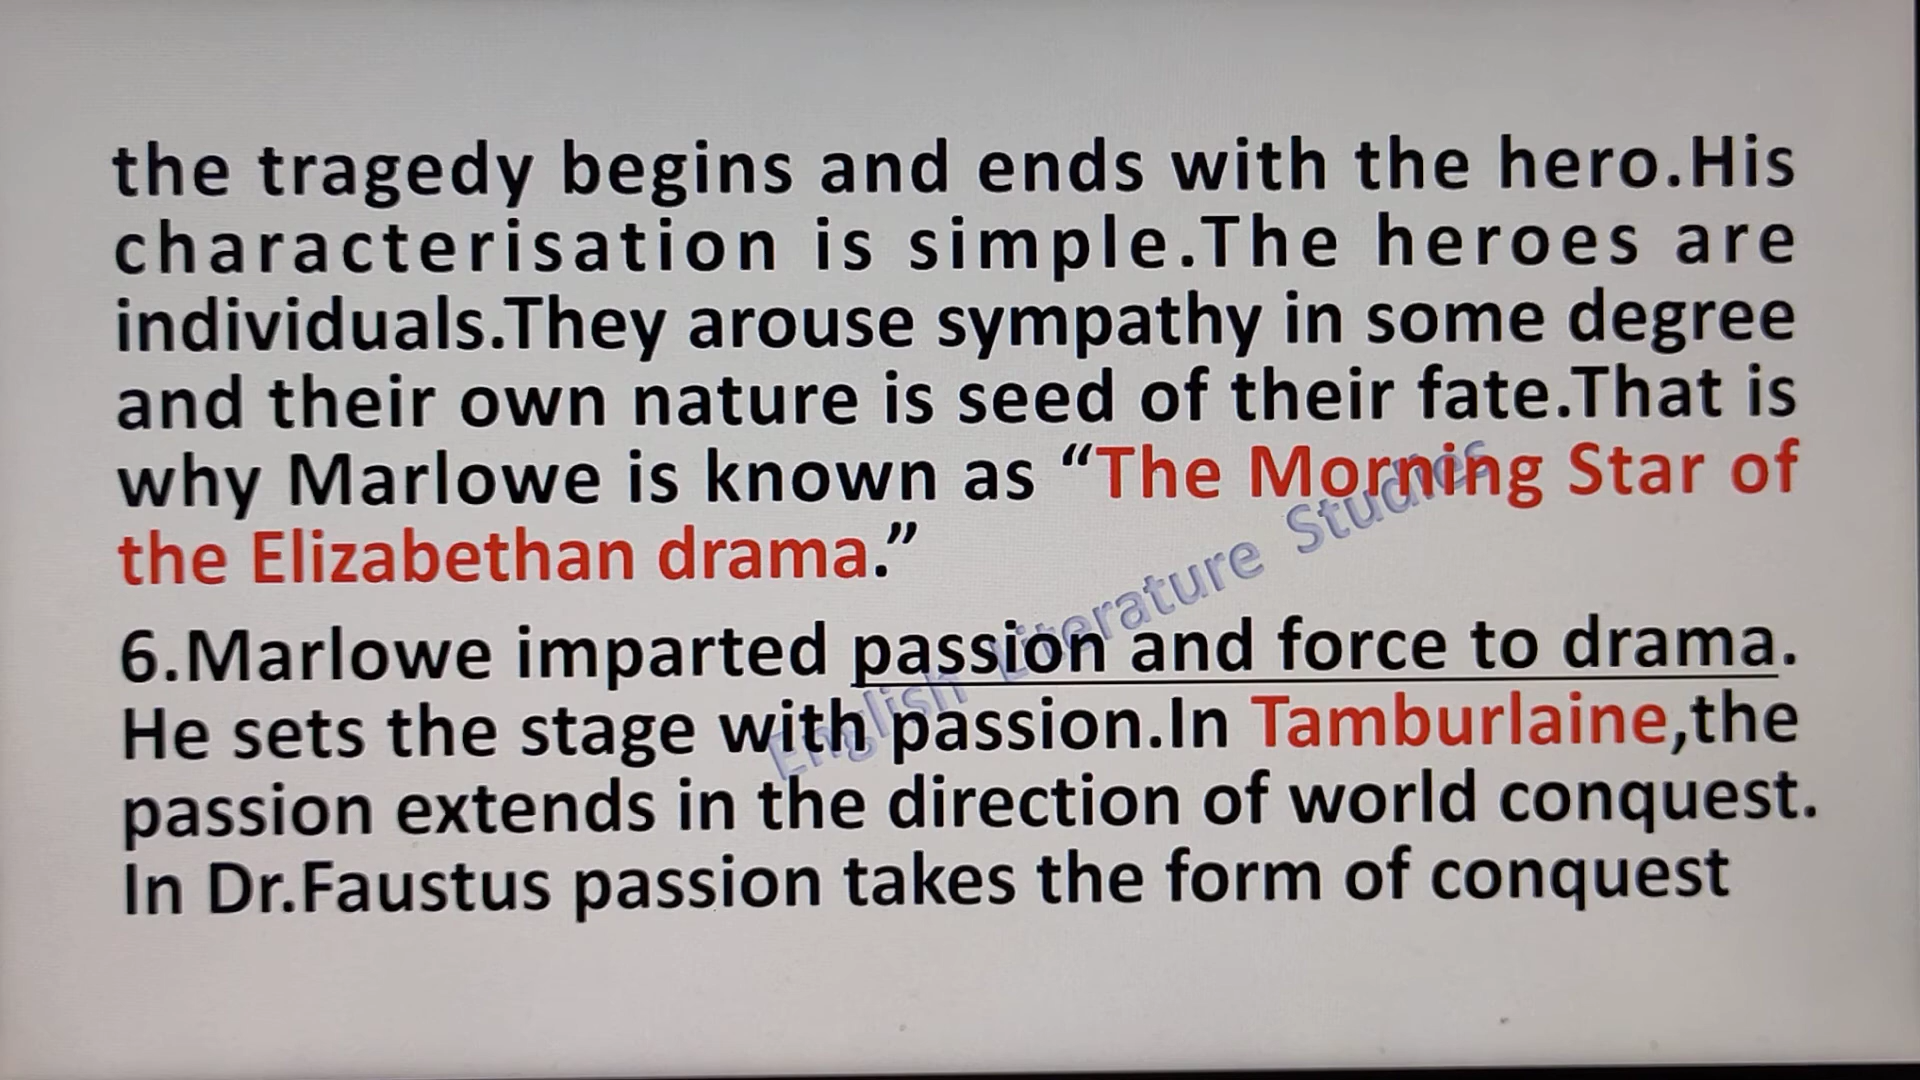 the tragedy begins and ends with the hero.His
characterisation is simple.The heroes are
individuals.They arouse sympathy in some degree
and their own nature is seed of their fate.That is
why Marlowe is known as “The Morning Star of
the Elizabethan drama.”
6.Marlowe imparted passion and force to drama.
He sets the stage with passion.In Tamburlaine,the
passion extends in the direction of world conquest.
In Dr.Faustus passion takes the form of conquest
English Literature Studies